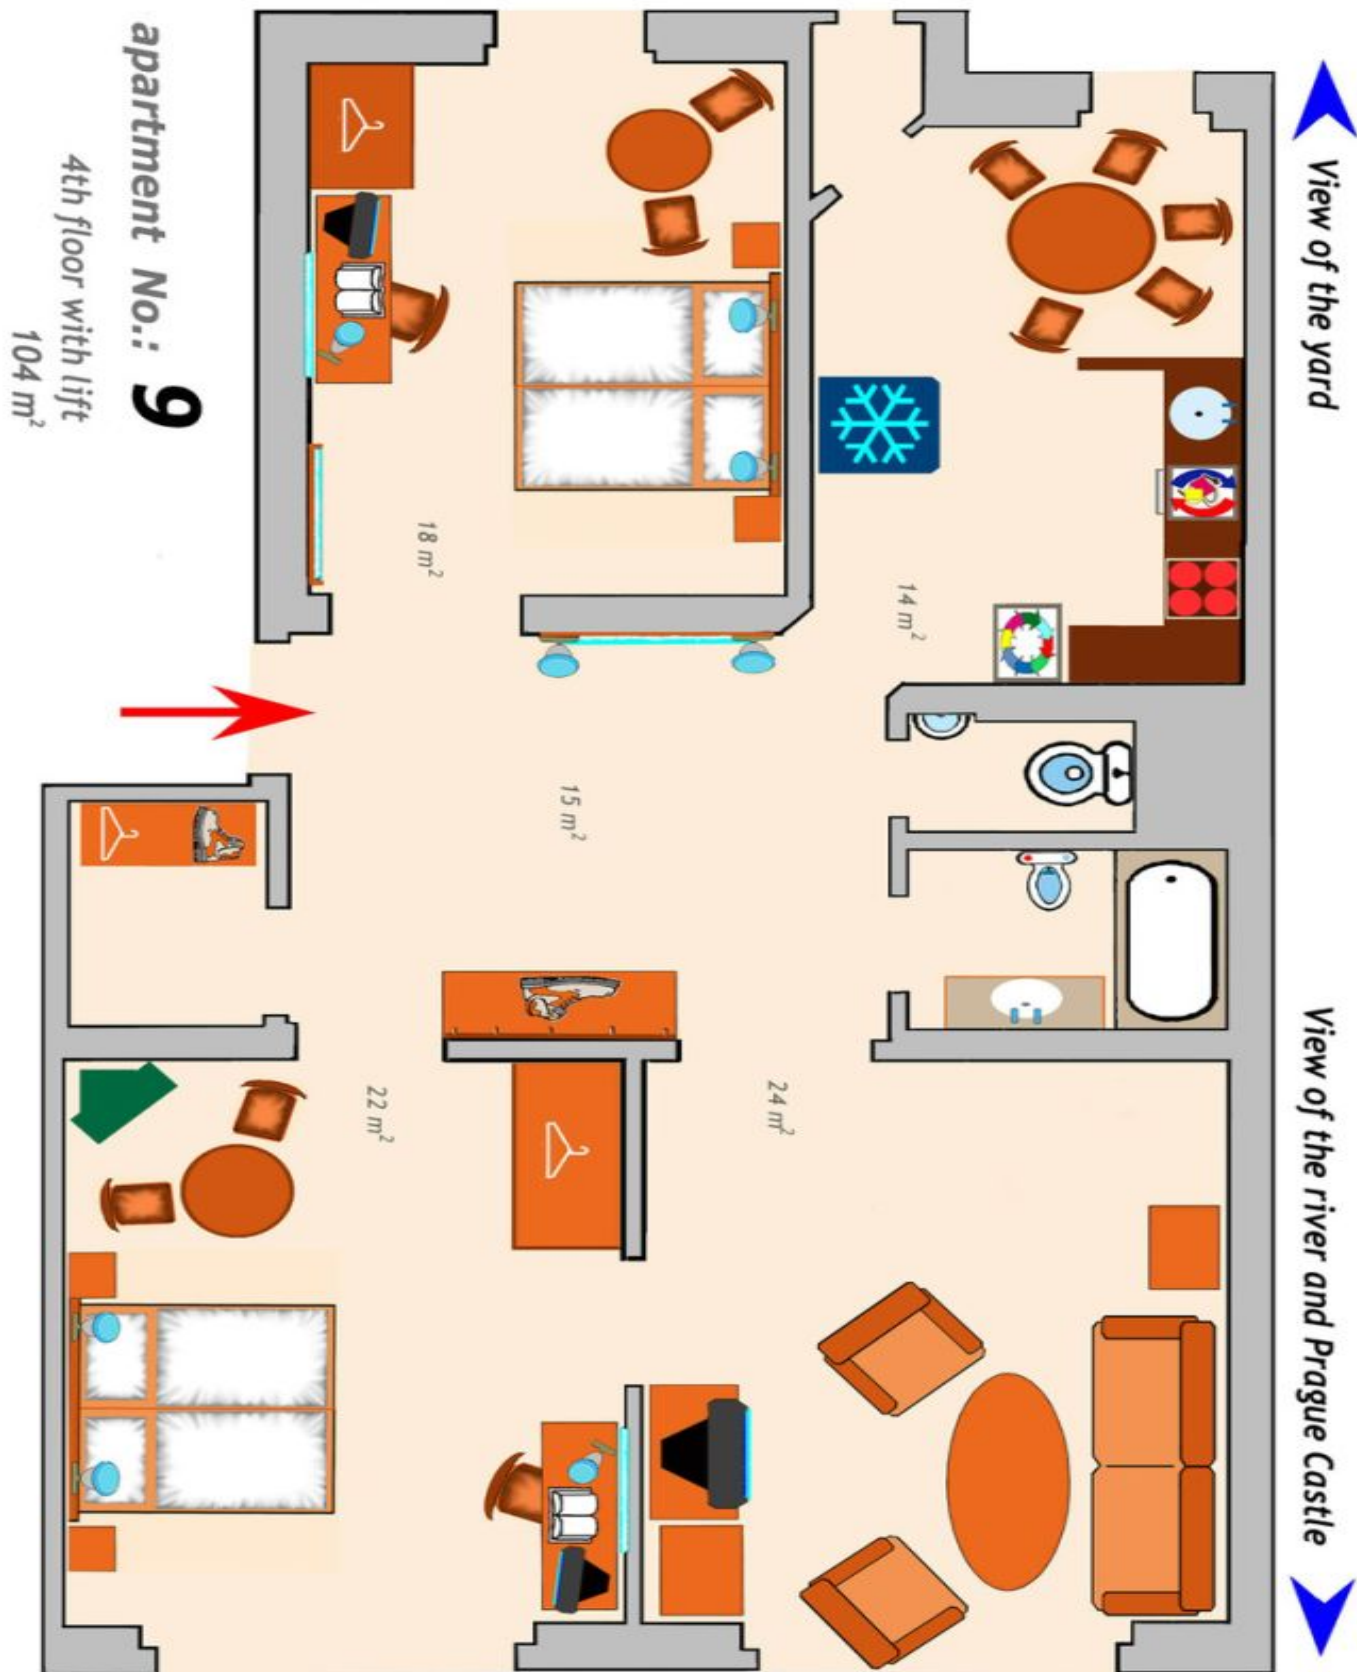 View of the yard
View of the river and Prague Castle
14 m²
24 m²
15 m²
18 m²
22 m²
apartment No.: 9
4th floor with lift
104 m²